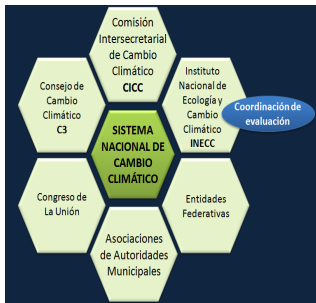 Comisión
Intersecretarial
de Cambio
Climático
CICC
Consejo de
Cambio
Climático
C3
Instituto
Nacional de
Ecología y
Cambio
Climático
INECC
Coordinación de
evaluación
SISTEMA
NACIONAL DE
CAMBIO
CLIMÁTICO
Congreso de
La Unión
Entidades
Federativas
Asociaciones
de Autoridades
Municipales